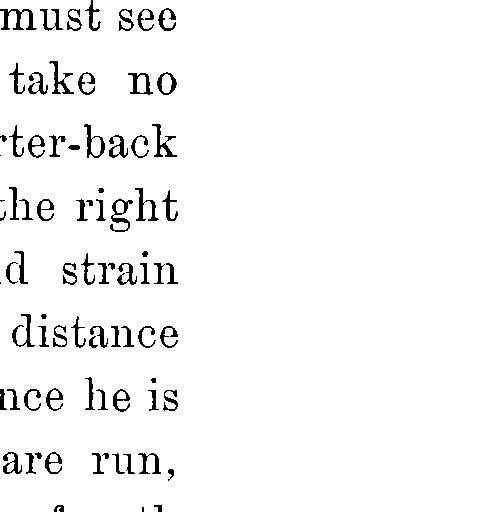 must see
take no
rter-back
the right
d strain
distance
nce he is
are run,